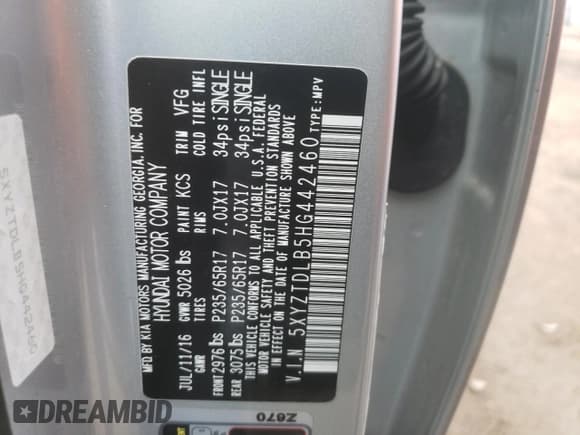 MFD BY KIA MOTORS MANUFACTURING GEORGIA, INC. FOR
HYUNDAI MOTOR COMPANY
JUL/11/16 GVWR 5026 lbs PAINT KCS TRIM VFG
GAWR TIRES RIMS COLD TIRE INFL
FRONT 2976 lbs P235/65R17 7.0JX17 34psi SINGLE
REAR 3075 lbs P235/65R17 7.0JX17 34psi SINGLE
THIS VEHICLE CONFORMS TO ALL APPLICABLE U.S.A. FEDERAL
MOTOR VEHICLE SAFETY AND THEFT PREVENTION STANDARDS
IN EFFECT ON THE DATE OF MANUFACTURE SHOWN ABOVE
V.I.N 5XYZTDLB5HG442460 TYPE:MPV
5XYZTDLB5HG442460
Z670
DREAMBID